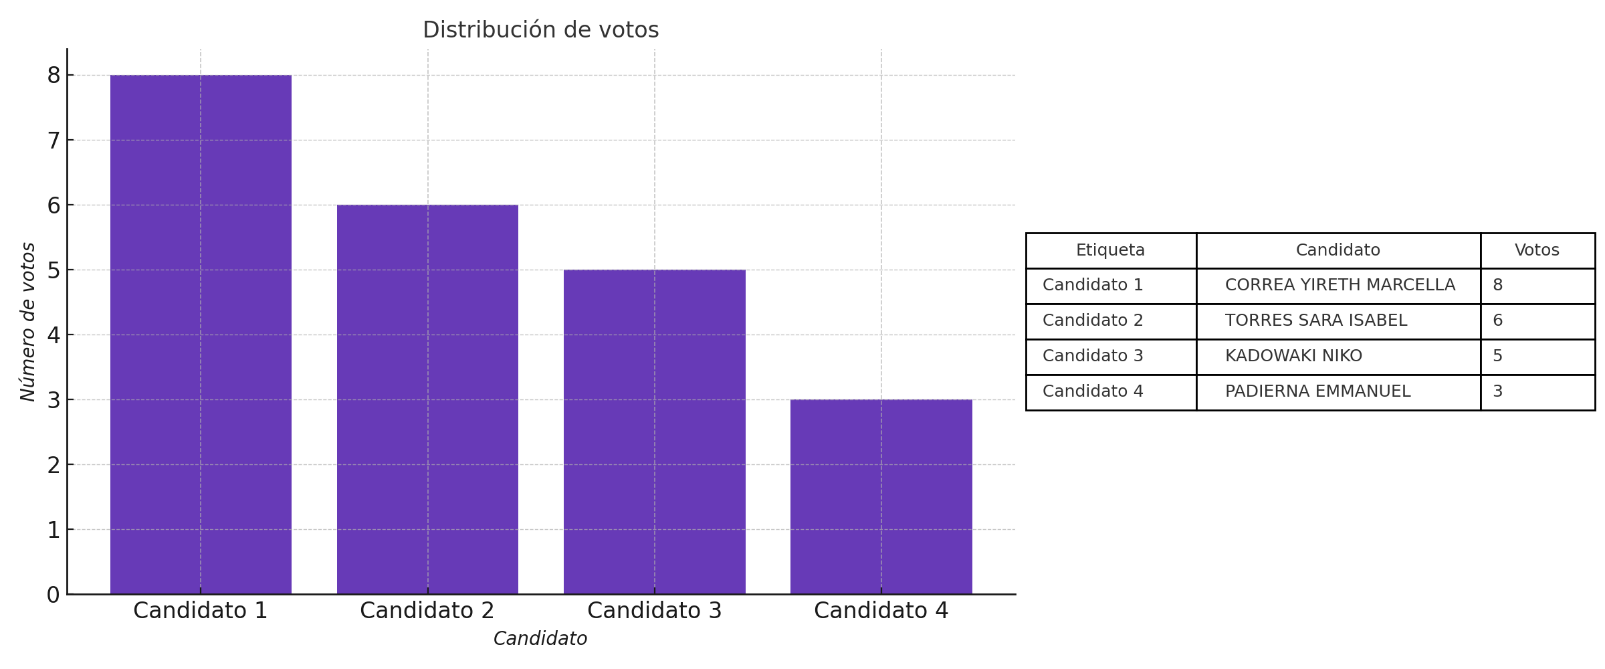 Distribución de votos
Número de votos
8
7
6
5
4
3
2
1
0
Candidato 1 Candidato 2 Candidato 3 Candidato 4
Candidato
Etiqueta Candidato Votos
Candidato 1 CORREA YIRETH MARCELLA 8
Candidato 2 TORRES SARA ISABEL 6
Candidato 3 KADOWAKI NIKO 5
Candidato 4 PADIERNA EMMANUEL 3